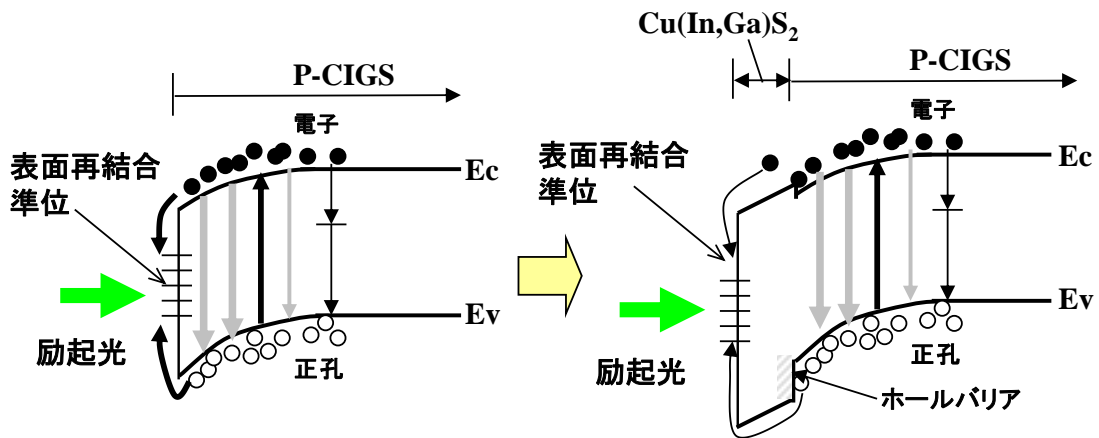 P-CIGS
電子
表面再結合
準位
Ec
Ev
励起光
正孔
Cu(In,Ga)S2
P-CIGS
電子
表面再結合
準位
Ec
Ev
励起光
正孔
ホールバリア